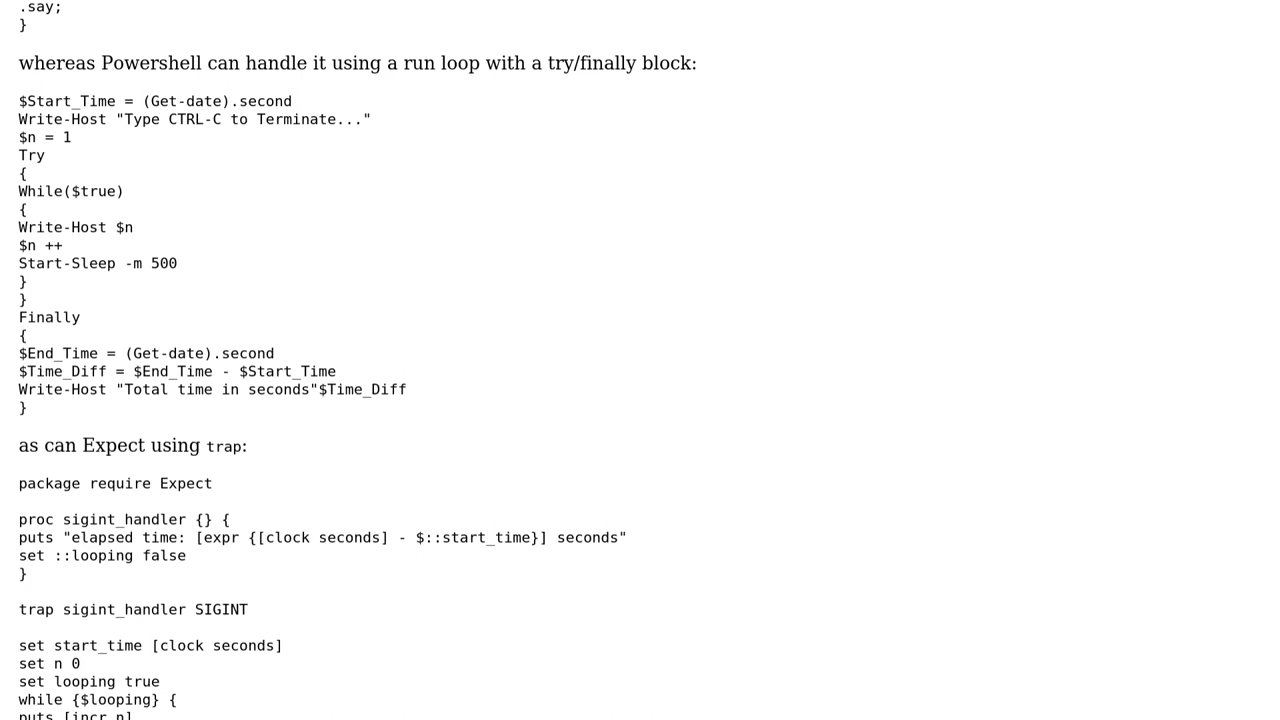 .say;
}
whereas Powershell can handle it using a run loop with a try/finally block:
$Start_Time = (Get-date).second
Write-Host "Type CTRL-C to Terminate..."
$n = 1
Try
{
While($true)
{
Write-Host $n
$n ++
Start-Sleep -m 500
}
}
Finally
{
$End_Time = (Get-date).second
$Time_Diff = $End_Time - $Start_Time
Write-Host "Total time in seconds"$Time_Diff
}
as can Expect using trap:
package require Expect
proc sigint_handler {} {
puts "elapsed time: [expr {[clock seconds] - $::start_time}] seconds"
set ::looping false
}
trap sigint_handler SIGINT
set start_time [clock seconds]
set n 0
set looping true
while {$looping} {
puts [incr n]